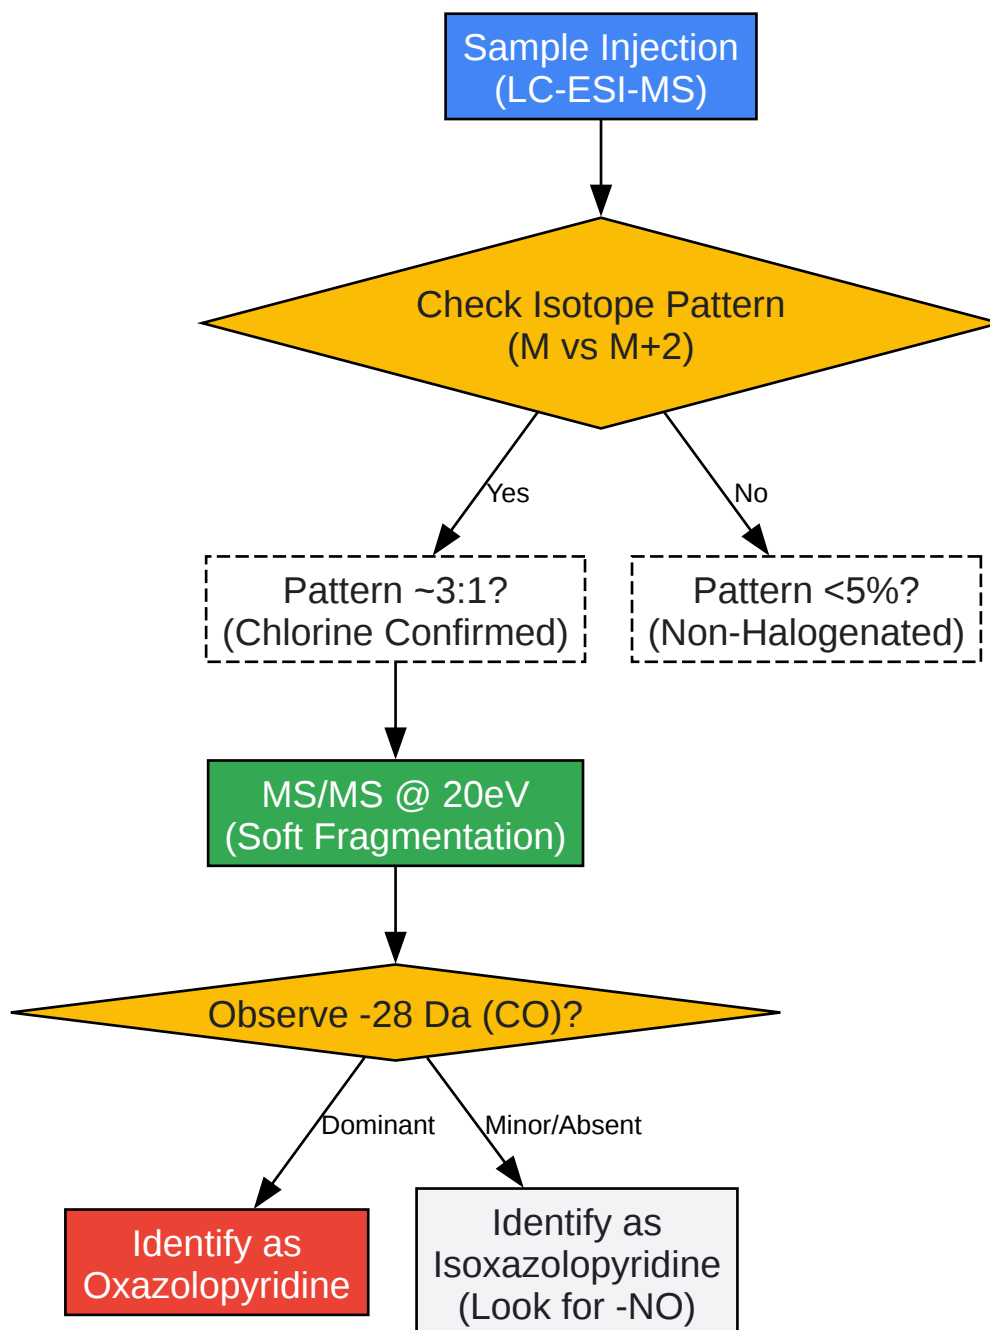 Sample Injection
(LC-ESI-MS)
Check Isotope Pattern
(M vs M+2)
Yes
No
Pattern ~3:1?
(Chlorine Confirmed)
Pattern <5%?
(Non-Halogenated)
MS/MS @ 20eV
(Soft Fragmentation)
Observe -28 Da (CO)?
Dominant
Minor/Absent
Identify as
Oxazolopyridine
Identify as
Isoxazolopyridine
(Look for -NO)